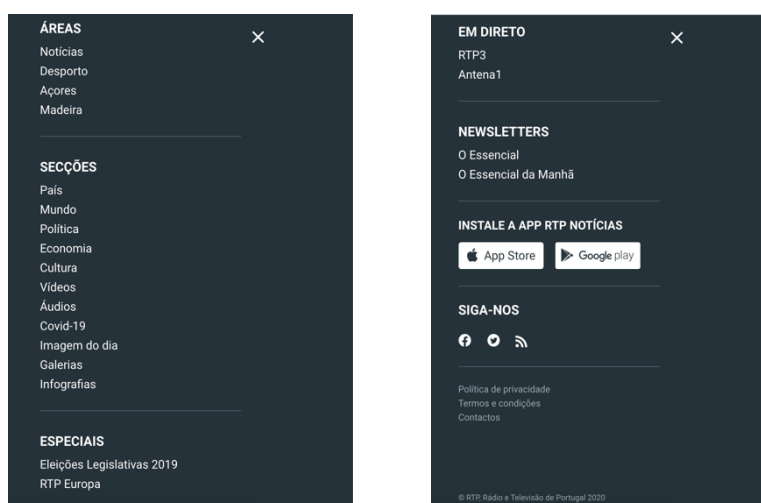 ÁREAS
Notícias
Desporto
Açores
Madeira
SECÇÕES
País
Mundo
Política
Economia
Cultura
Vídeos
Áudios
Covid-19
Imagem do dia
Galerias
Infografias
ESPECIAIS
Eleições Legislativas 2019
RTP Europa
EM DIRETO
RTP3
Antena1
NEWSLETTERS
O Essencial
O Essencial da Manhã
INSTALE A APP RTP NOTÍCIAS
App Store
Google play
SIGA-NOS
Política de privacidade
Termos e condições
Contactos
© RTP, Rádio e Televisão de Portugal 2020